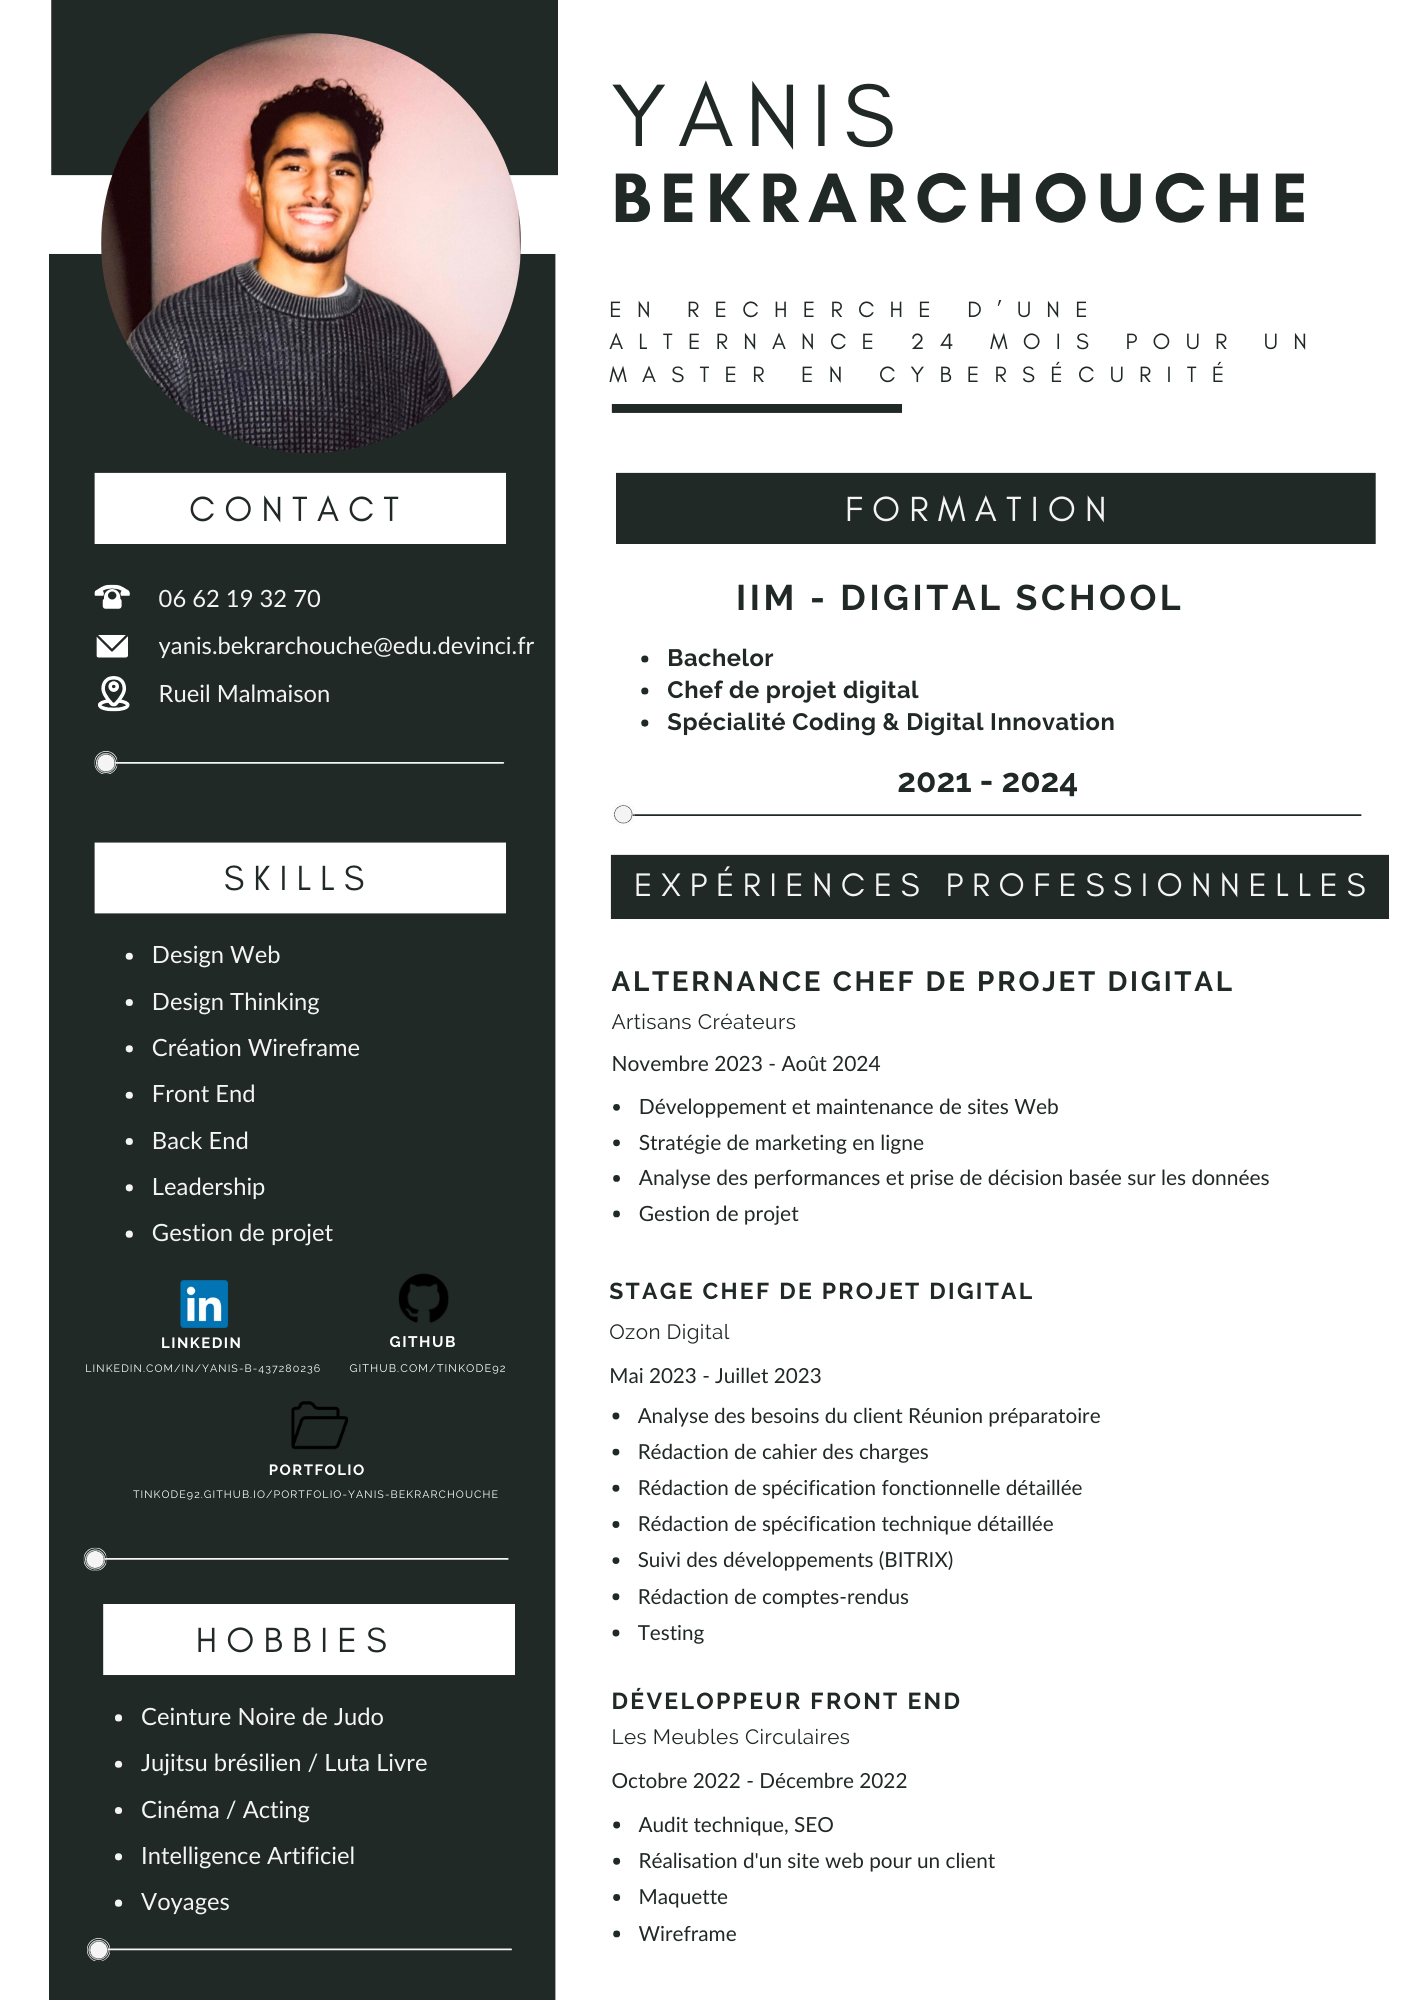 YANIS
BEKRARCHOUCHE
EN RECHERCHE D’UNE
ALTERNANCE 24 MOIS POUR UN
MASTER EN CYBERSÉCURITÉ
CONTACT
06 62 19 32 70
yanis.bekrarchouche@edu.devinci.fr
Rueil Malmaison
SKILLS
• Design Web
• Design Thinking
• Création Wireframe
• Front End
• Back End
• Leadership
• Gestion de projet
in
LINKEDIN
LINKEDIN.COM/IN/YANIS-B-437280236
GITHUB
GITHUB.COM/TINKODE92
PORTFOLIO
TINKODE92.GITHUB.IO/PORTFOLIO-YANIS-BEKRARCHOUCHE
HOBBIES
• Ceinture Noire de Judo
• Jujitsu brésilien / Luta Livre
• Cinéma / Acting
• Intelligence Artificiel
• Voyages
FORMATION
IIM - DIGITAL SCHOOL
• Bachelor
• Chef de projet digital
• Spécialité Coding & Digital Innovation
2021 - 2024
EXPÉRIENCES PROFESSIONNELLES
ALTERNANCE CHEF DE PROJET DIGITAL
Artisans Créateurs
Novembre 2023 - Août 2024
• Développement et maintenance de sites Web
• Stratégie de marketing en ligne
• Analyse des performances et prise de décision basée sur les données
• Gestion de projet
STAGE CHEF DE PROJET DIGITAL
Ozon Digital
Mai 2023 - Juillet 2023
• Analyse des besoins du client Réunion préparatoire
• Rédaction de cahier des charges
• Rédaction de spécification fonctionnelle détaillée
• Rédaction de spécification technique détaillée
• Suivi des développements (BITRIX)
• Rédaction de comptes-rendus
• Testing
DÉVELOPPEUR FRONT END
Les Meubles Circulaires
Octobre 2022 - Décembre 2022
• Audit technique, SEO
• Réalisation d'un site web pour un client
• Maquette
• Wireframe